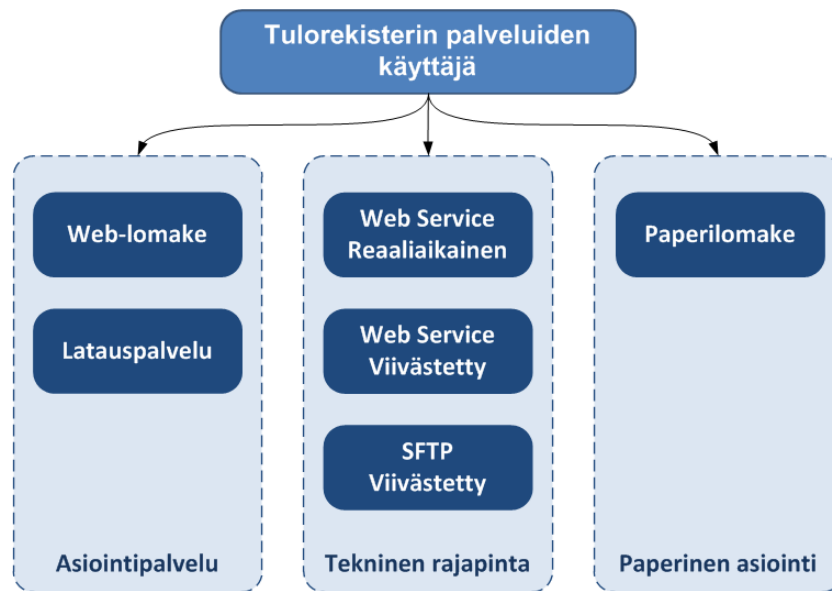 Tulorekisterin palveluiden
käyttäjä
Web-lomake
Latauspalvelu
Asiointipalvelu
Web Service
Reaaliaikainen
Web Service
Viivästetty
SFTP
Viivästetty
Tekninen rajapinta
Paperilomake
Paperinen asiointi